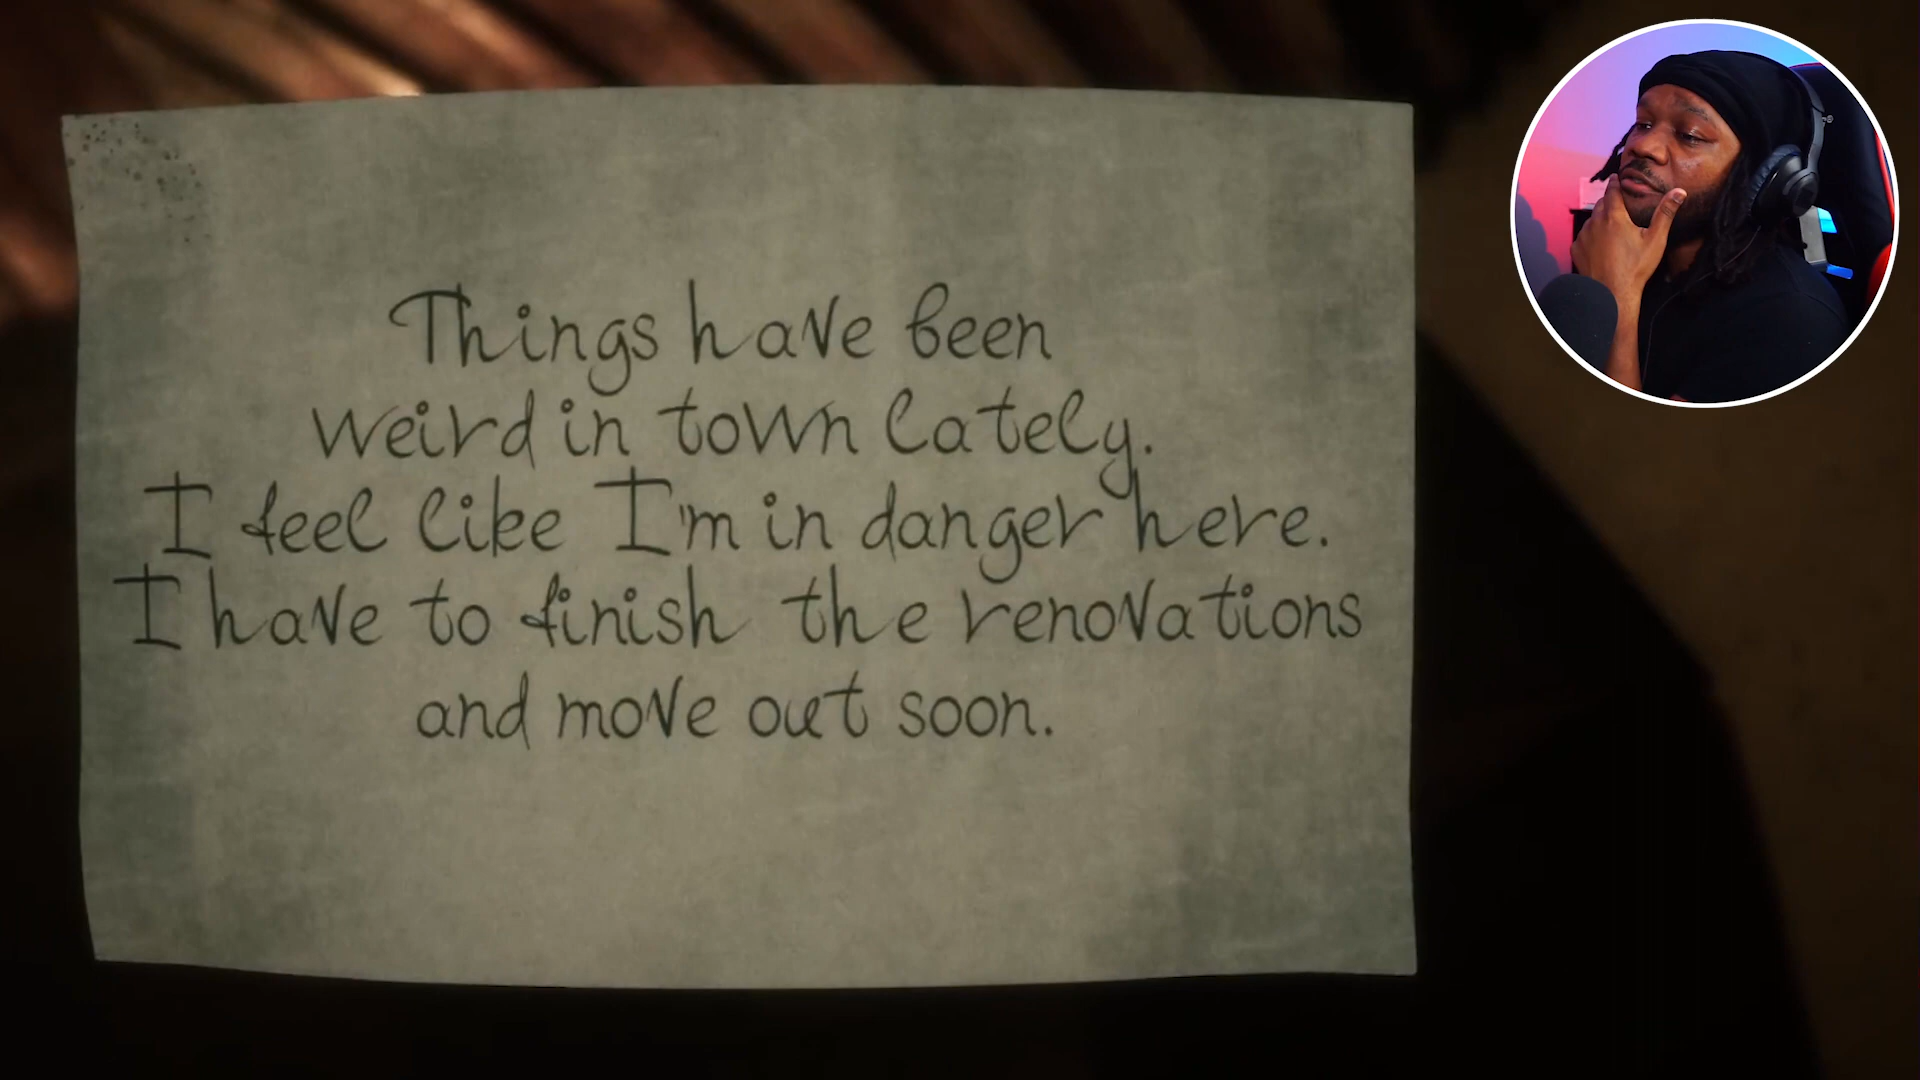 Things have been
weird in town lately.
I feel like I'm in danger here.
I have to finish the renovations
and move out soon.